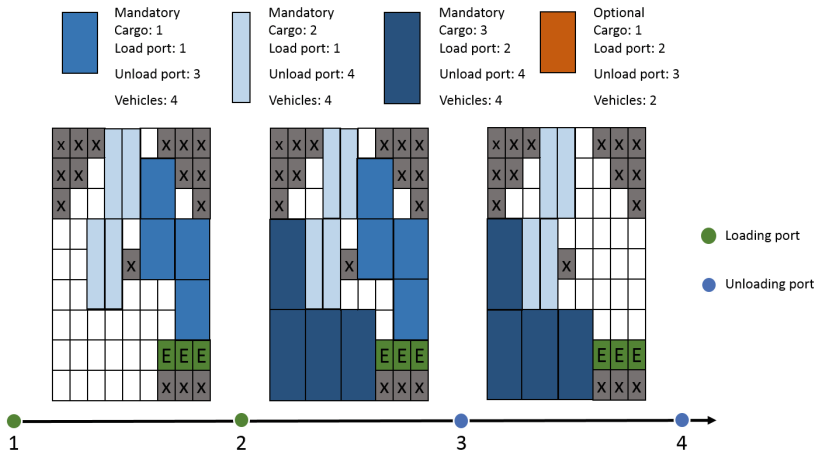 Mandatory
Cargo: 1
Load port: 1
Unload port: 3
Vehicles: 4
Mandatory
Cargo: 2
Load port: 1
Unload port: 4
Vehicles: 4
Mandatory
Cargo: 3
Load port: 2
Unload port: 4
Vehicles: 4
Optional
Cargo: 1
Load port: 2
Unload port: 3
Vehicles: 2
x X X X X X
X X X X
X X
X
E E E
X X X
x X X X X X
X X X X
X X
X
E E E
X X X
x X X X X X
X X X X
X X
X
E E E
X X X
Loading port
Unloading port
1 2 3 4